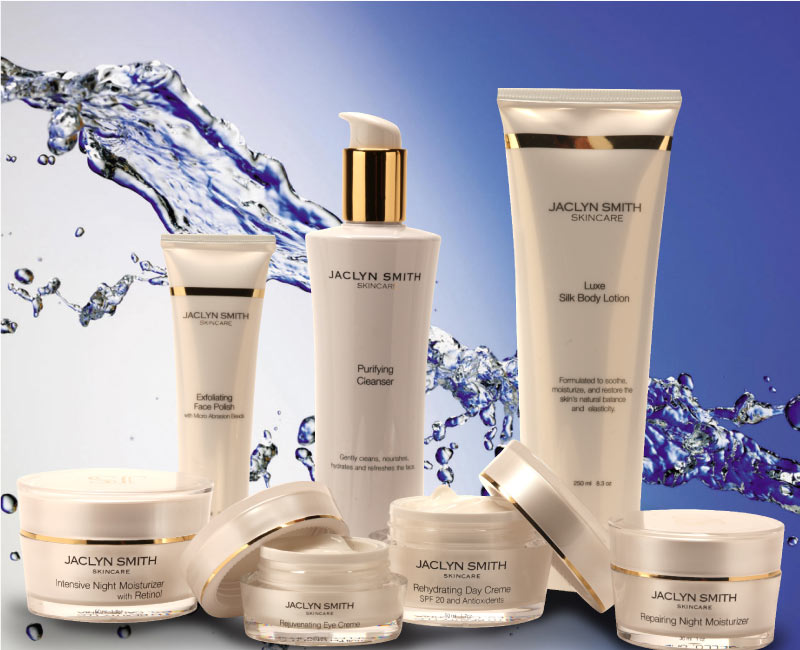 JACLYN SMITH
SKINCARE
Exfoliating
Face Polish
with Micro Abrasion Beads
JACLYN SMITH
SKINCARE
Purifying
Cleanser
Gently cleans, nourishes,
hydrates and refreshes the face.
JACLYN SMITH
SKINCARE
Luxe
Silk Body Lotion
Formulated to soothe,
moisturize, and restore the
skin's natural balance
and elasticity.
250 ml 8.3 oz
JACLYN SMITH
SKINCARE
Intensive Night Moisturizer
with Retinol
JACLYN SMITH
SKINCARE
Rejuvenating Eye Creme
JACLYN SMITH
SKINCARE
Rehydrating Day Creme
SPF 20 and Antioxidents
JACLYN SMITH
SKINCARE
Repairing Night Moisturizer